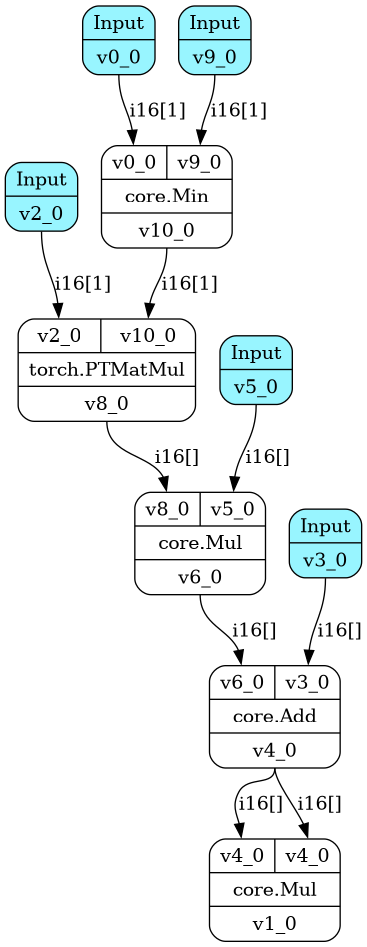 Input
v0_0
Input
v9_0
i16[1]
i16[1]
v0_0
v9_0
core.Min
v10_0
Input
v2_0
i16[1]
i16[1]
v2_0
v10_0
torch.PTMatMul
v8_0
Input
v5_0
i16[]
i16[]
v8_0
v5_0
core.Mul
v6_0
Input
v3_0
i16[]
i16[]
v6_0
v3_0
core.Add
v4_0
i16[]
i16[]
v4_0
v4_0
core.Mul
v1_0